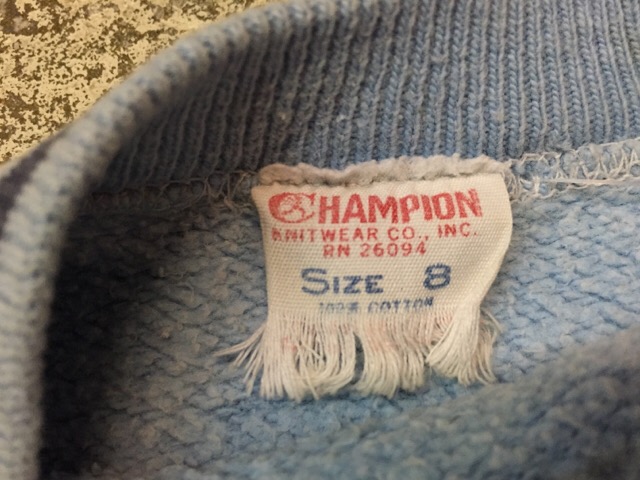 CHAMPION
KNITWEAR CO., INC.
RN 26094
SIZE 8
100% COTTON